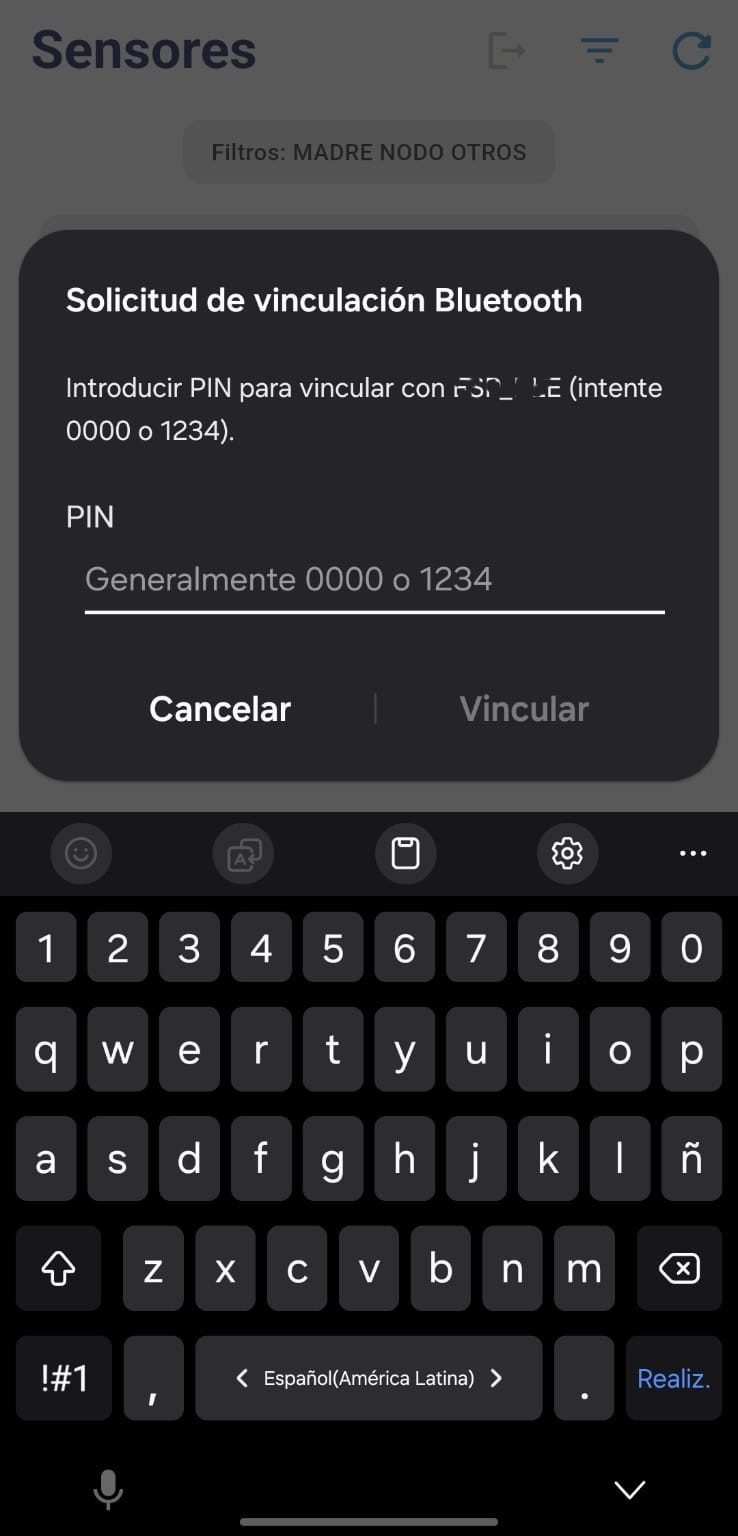 Sensores
Filtros: MADRE NODO OTROS
Solicitud de vinculación Bluetooth
Introducir PIN para vincular con (intente
0000 o 1234).
PIN
Generalmente 0000 o 1234
Cancelar
Vincular
1 2 3 4 5 6 7 8 9 0
q w e r t y u i o p
a s d f g h j k l ñ
z x c v b n m
!#1 , Español(América Latina) . Realiz.